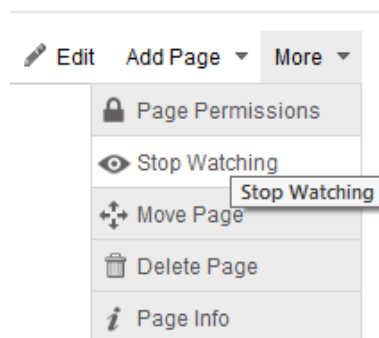 Edit Add Page More
Page Permissions
Stop Watching
Stop Watching
Move Page
Delete Page
Page Info